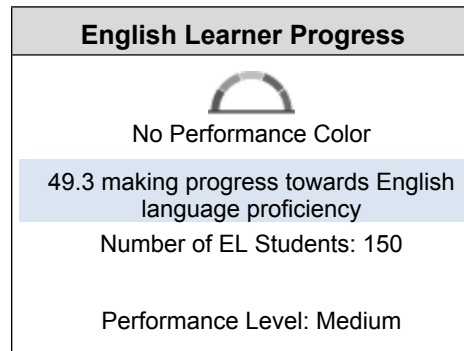 English Learner Progress
No Performance Color
49.3 making progress towards English
language proficiency
Number of EL Students: 150
Performance Level: Medium